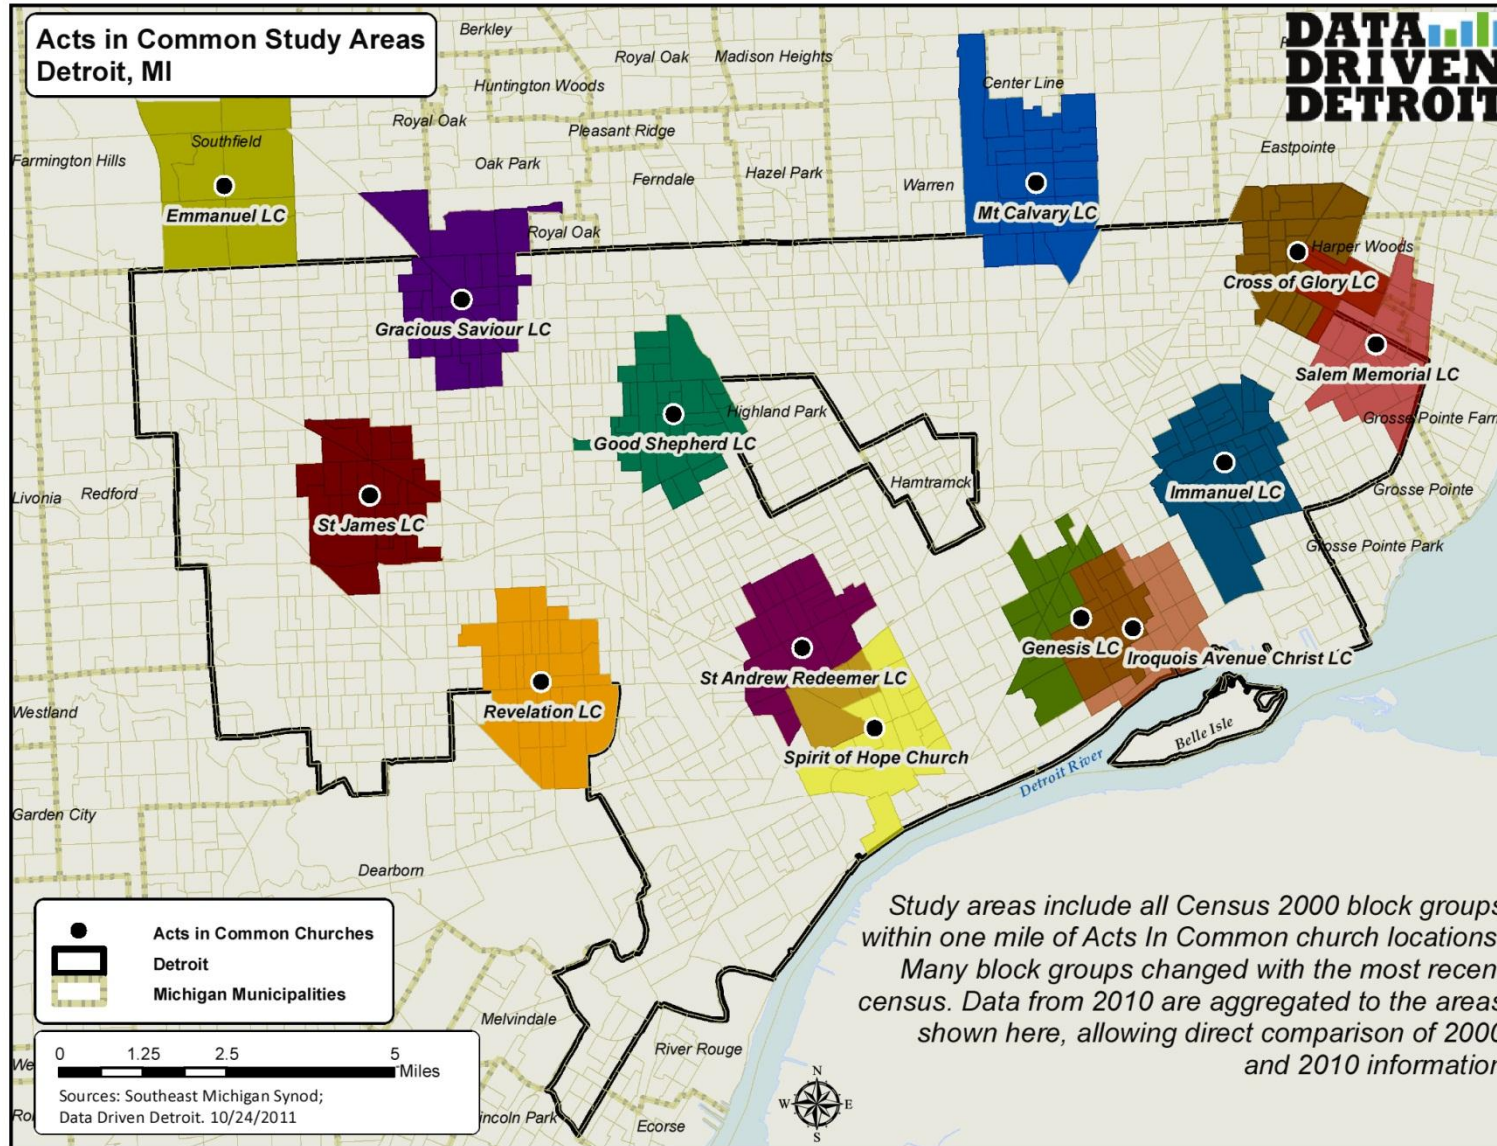 Acts in Common Study Areas
Detroit, MI
DATA
DRIVEN
DETROIT
Berkley
Royal Oak
Madison Heights
Huntington Woods
Center Line
Royal Oak
Pleasant Ridge
Southfield
Farmington Hills
Oak Park
Ferndale
Hazel Park
Warren
Eastpointe
Emmanuel LC
Mt Calvary LC
Royal Oak
Harper Woods
Cross of Glory LC
Gracious Saviour LC
Salem Memorial LC
Highland Park
Grosse Pointe Farm
Good Shepherd LC
Livonia
Redford
Hamtramck
Immanuel LC
Grosse Pointe
St James LC
Grosse Pointe Park
Genesis LC
Iroquois Avenue Christ LC
St Andrew Redeemer LC
Westland
Revelation LC
Belle Isle
Spirit of Hope Church
Detroit River
Garden City
Dearborn
Study areas include all Census 2000 block groups
within one mile of Acts In Common church locations
Many block groups changed with the most recen
census. Data from 2010 are aggregated to the areas
shown here, allowing direct comparison of 2000
and 2010 information
Acts in Common Churches
Detroit
Michigan Municipalities
Melvindale
River Rouge
We
0 1.25 2.5 5
Miles
Sources: Southeast Michigan Synod;
Data Driven Detroit. 10/24/2011
Ro
incoln Park
Ecorse
N
W E
S